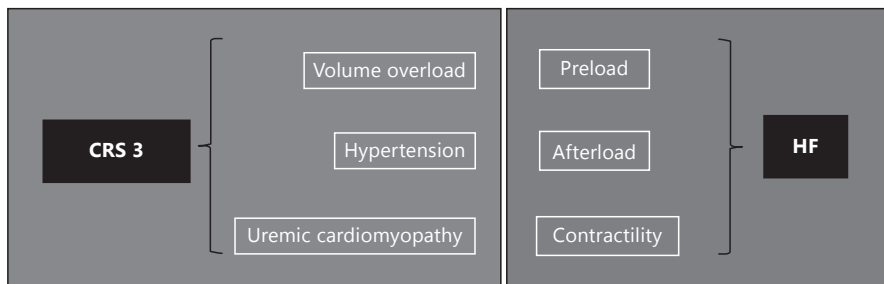 Volume overload
Preload
CRS 3
Hypertension
Afterload
HF
Uremic cardiomyopathy
Contractility